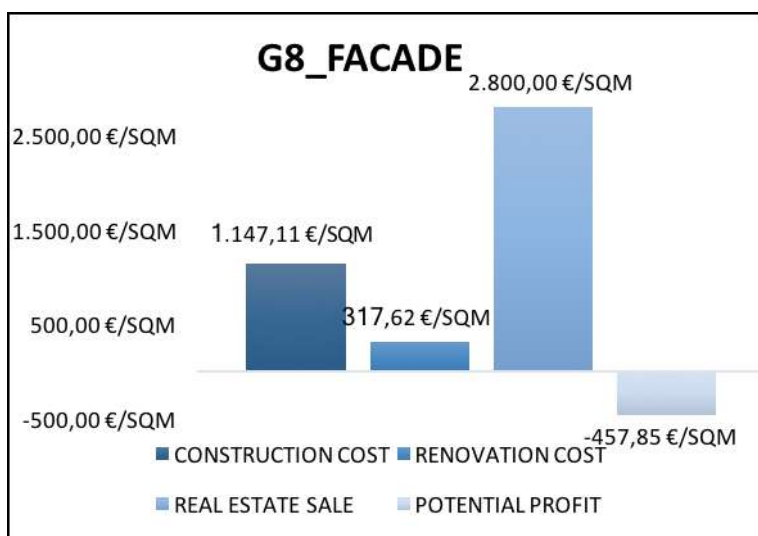 G8_FACADE
2.800,00 €/SQM
2.500,00 €/SQM
1.500,00 €/SQM
1.147,11 €/SQM
317,62 €/SQM
500,00 €/SQM
-500,00 €/SQM
-457,85 €/SQM
CONSTRUCTION COST
RENOVATION COST
REAL ESTATE SALE
POTENTIAL PROFIT